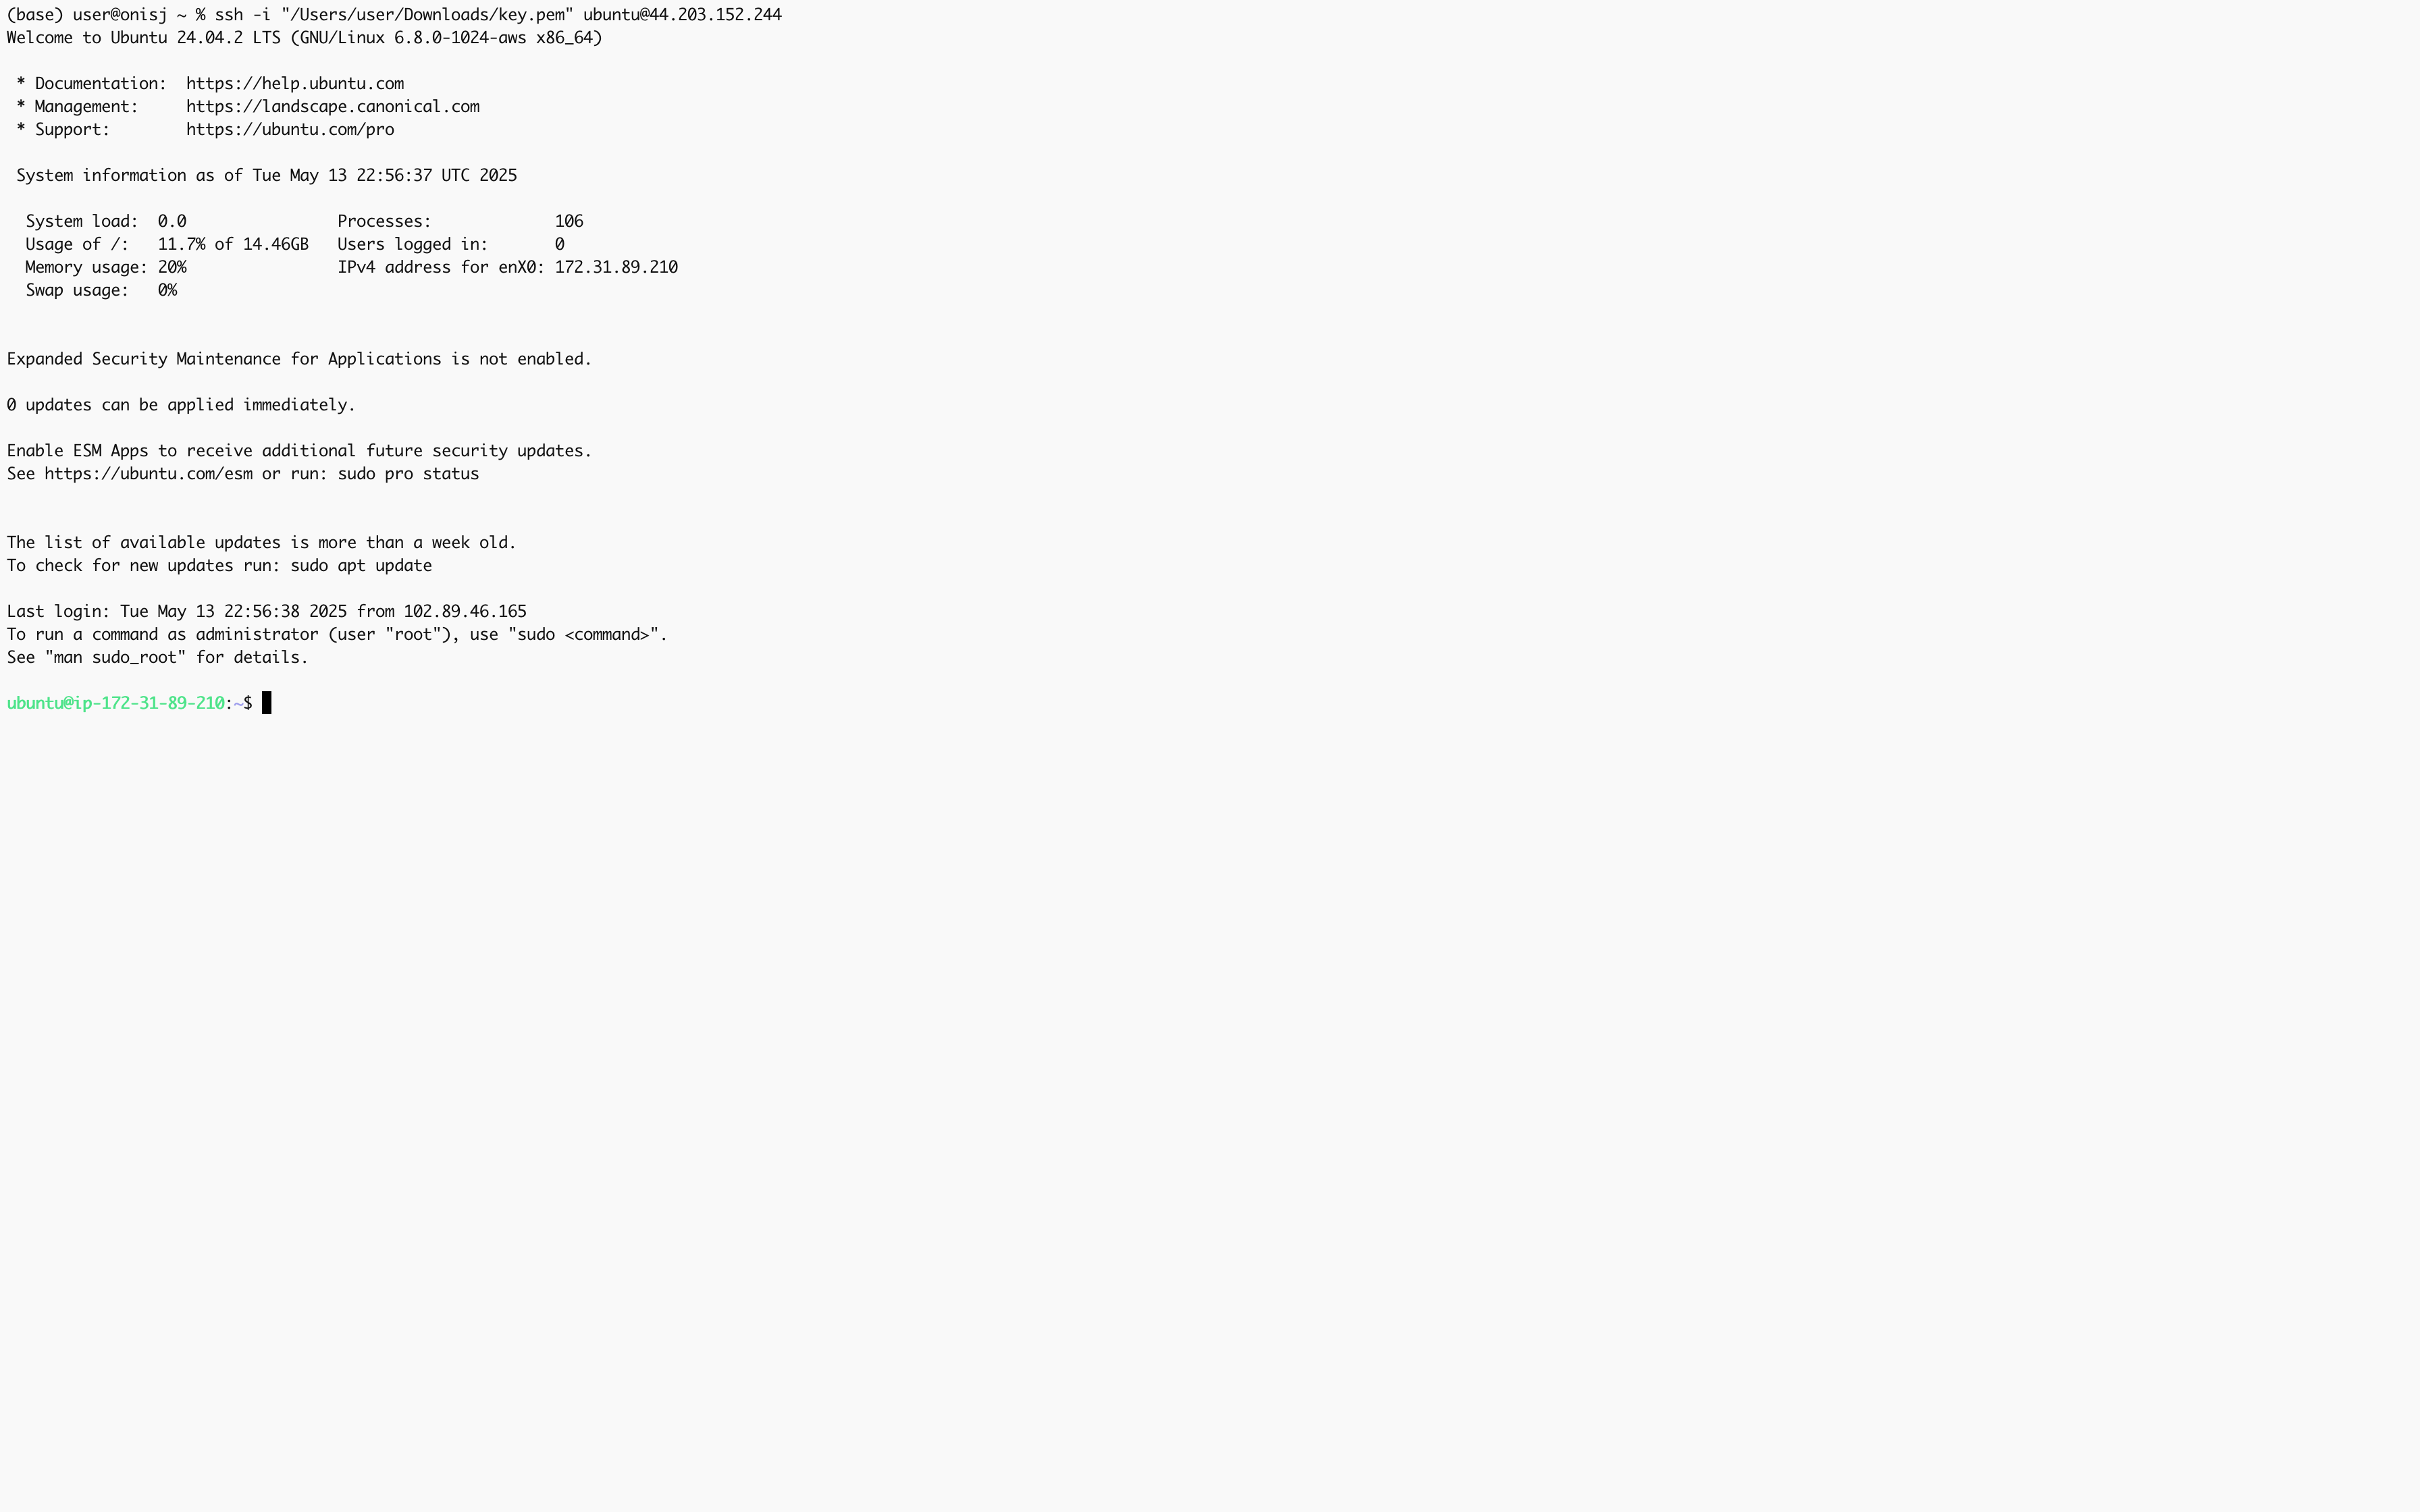 (base) user@onisj ~ % ssh -i "/Users/user/Downloads/key.pem" ubuntu@44.203.152.244
Welcome to Ubuntu 24.04.2 LTS (GNU/Linux 6.8.0-1024-aws x86_64)

 * Documentation:  https://help.ubuntu.com
 * Management:     https://landscape.canonical.com
 * Support:        https://ubuntu.com/pro

 System information as of Tue May 13 22:56:37 UTC 2025

  System load:  0.0                Processes:             106
  Usage of /:   11.7% of 14.46GB   Users logged in:       0
  Memory usage: 20%                IPv4 address for enX0: 172.31.89.210
  Swap usage:   0%


Expanded Security Maintenance for Applications is not enabled.

0 updates can be applied immediately.

Enable ESM Apps to receive additional future security updates.
See https://ubuntu.com/esm or run: sudo pro status


The list of available updates is more than a week old.
To check for new updates run: sudo apt update

Last login: Tue May 13 22:56:38 2025 from 102.89.46.165
To run a command as administrator (user "root"), use "sudo <command>".
See "man sudo_root" for details.

ubuntu@ip-172-31-89-210:~$